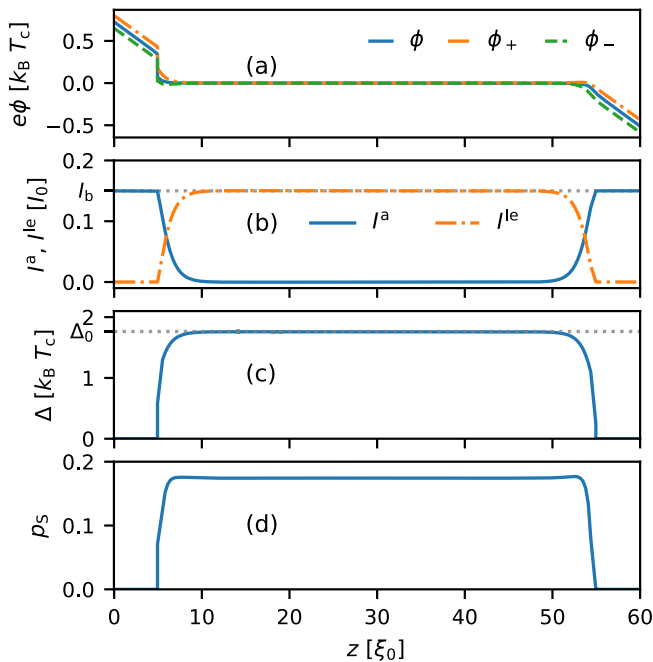 eϕ [k_B T_c]
0.5
0.0
−0.5
(a)
ϕ ϕ_+ ϕ_−
I^a, I^le [I_0]
0.2
I_b
0.1
0.0
(b)
I^a I^le
Δ [k_B T_c]
2
Δ_0
1
0
(c)
p_S
0.2
0.1
0.0
(d)
0 10 20 30 40 50 60
z [ξ_0]